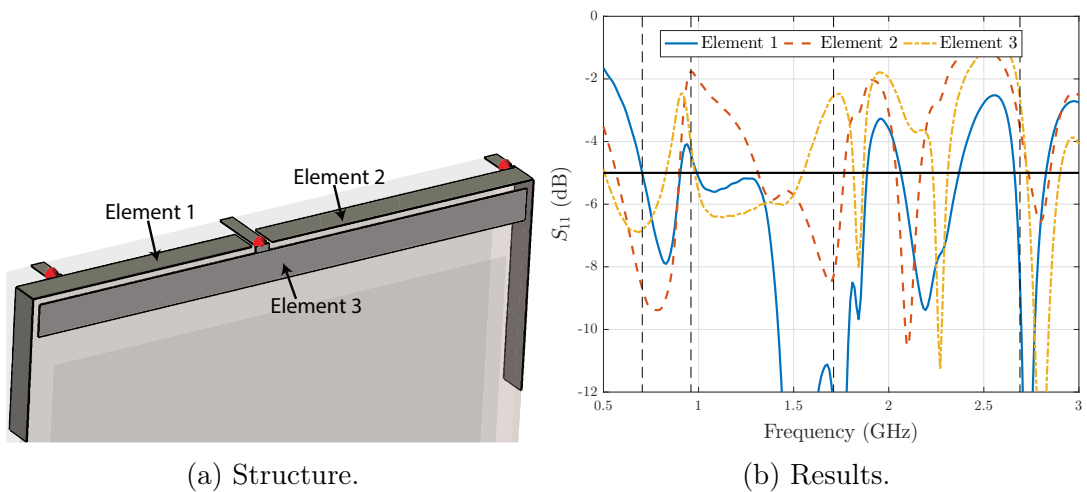 Element 1
Element 2
Element 3
0
-2
-4
-6
-8
-10
-12
S11 (dB)
Element 1 Element 2 Element 3
0.5 1 1.5 2 2.5 3
Frequency (GHz)
(a) Structure. (b) Results.